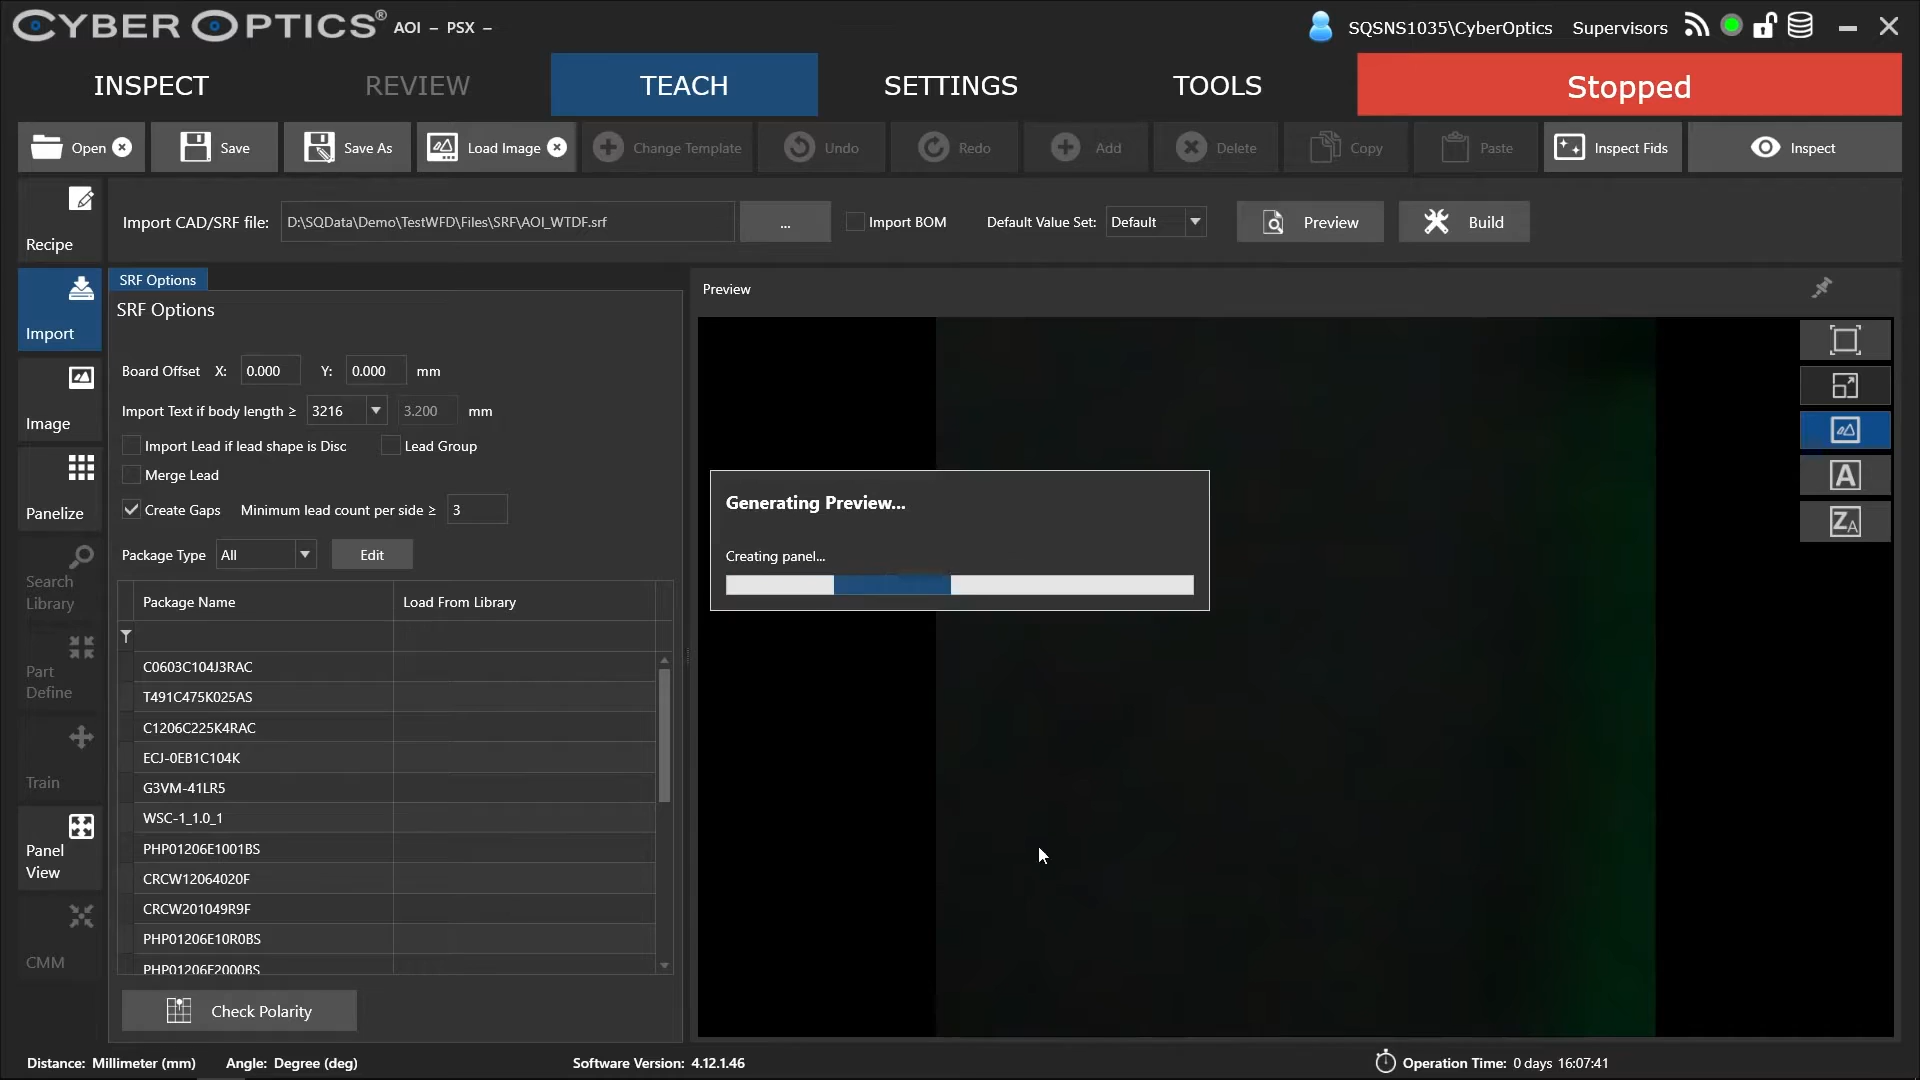 CYBEROPTICS® AOI – PSX –
SQSNS1035\CyberOptics Supervisors
INSPECT REVIEW TEACH SETTINGS TOOLS Stopped
Open Save Save As Load Image Change Template Undo Redo Add Delete Copy Paste Inspect Fids Inspect
Recipe
Import CAD/SRF file: D:\SQData\Demo\TestWFD\Files\SRF\AOI_WTDF.srf ... Import BOM Default Value Set: Default Preview Build
Import
Image
Panelize
Search
Library
Part
Define
Train
Panel
View
CMM
SRF Options
SRF Options
Board Offset X: 0.000 Y: 0.000 mm
Import Text if body length ≥ 3216 3.200 mm
Import Lead if lead shape is Disc Lead Group
Merge Lead
Create Gaps Minimum lead count per side ≥ 3
Package Type All Edit
Package Name Load From Library
C0603C104J3RAC
T491C475K025AS
C1206C225K4RAC
ECJ-0EB1C104K
G3VM-41LR5
WSC-1_1.0_1
PHP01206E1001BS
CRCW12064020F
CRCW201049R9F
PHP01206E10R0BS
PHP01206E2000BS
Check Polarity
Preview
A
ZA
Generating Preview...
Creating panel...
Distance: Millimeter (mm) Angle: Degree (deg) Software Version: 4.12.1.46 Operation Time: 0 days 16:07:41